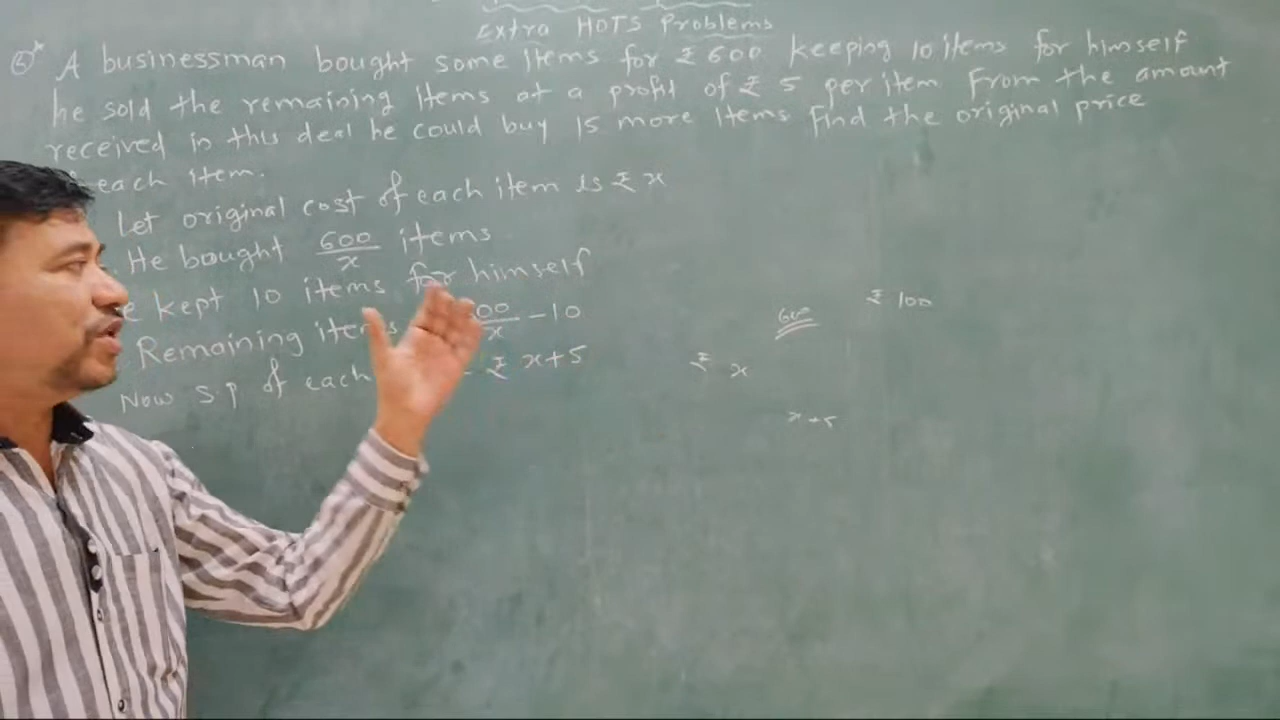 Extra HOTS Problems
5* A businessman bought some items for ₹ 600 keeping 10 items for himself
he sold the remaining items at a profit of ₹ 5 per item From the amount
received in this deal he could buy 15 more items Find the original price
each item.
Let original cost of each item is ₹ x
He bought 600/x items
kept 10 items for himself
Remaining items 00/x - 10
Now S.P of each ₹ x+5
600
₹ 100
₹ x
x+5